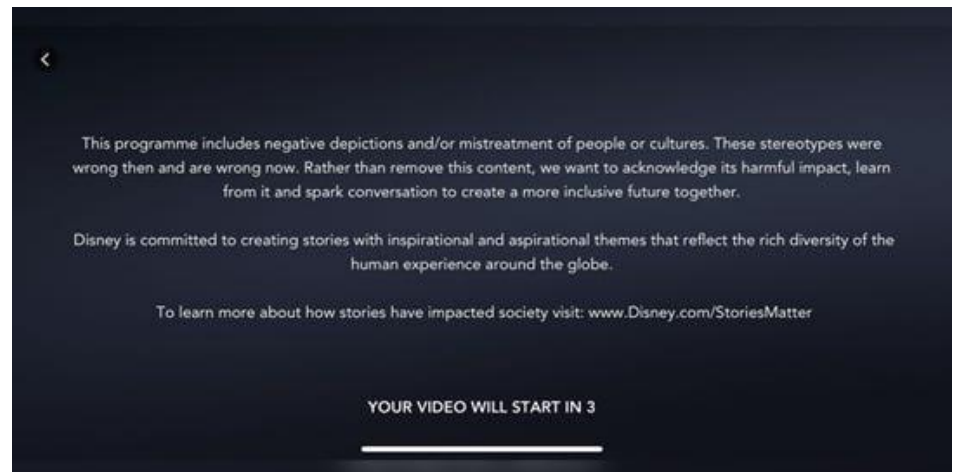 This programme includes negative depictions and/or mistreatment of people or cultures. These stereotypes were
wrong then and are wrong now. Rather than remove this content, we want to acknowledge its harmful impact, learn
from it and spark conversation to create a more inclusive future together.
Disney is committed to creating stories with inspirational and aspirational themes that reflect the rich diversity of the
human experience around the globe.
To learn more about how stories have impacted society visit: www.Disney.com/StoriesMatter
YOUR VIDEO WILL START IN 3